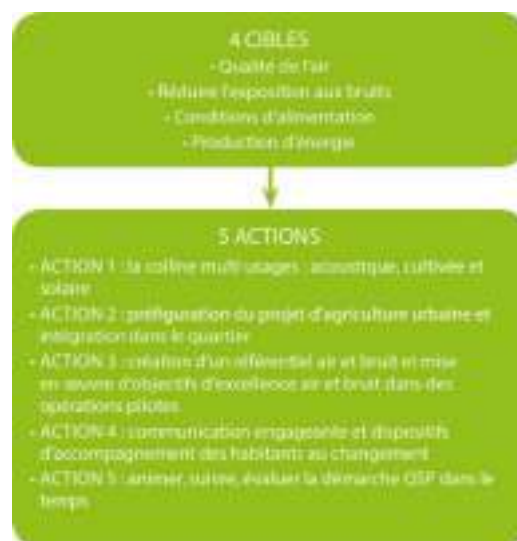 4 CIBLES
• Qualité de l'air
• Réduire l'exposition aux bruits
• Conditions d'alimentation
• Production d'énergie
5 ACTIONS
• ACTION 1 : la colline multi usages : acoustique, cultivée et
solaire
• ACTION 2 : préfiguration du projet d'agriculture urbaine et
intégration dans le quartier
• ACTION 3 : création d'un référentiel air et bruit et mise
en œuvre d'objectifs d'excellence air et bruit dans des
opérations pilotes
• ACTION 4 : communication engageante et dispositifs
d'accompagnement des habitants au changement
• ACTION 5 : animer, suivre, évaluer la démarche QSP dans le
temps